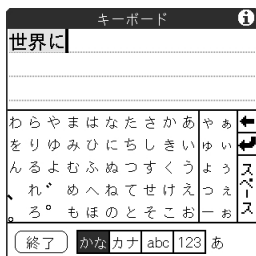 キーボード
世界に
わらやまはなたさかあ ゃぁ
をりゆみひにちしきい ゅぃ
んるよむふぬつすくう ょぅ
、れ゛めへねてせけえ っぇ
。ろ゜もほのとそこお ーぉ
スペース
終了 かな カナ abc 123 あ